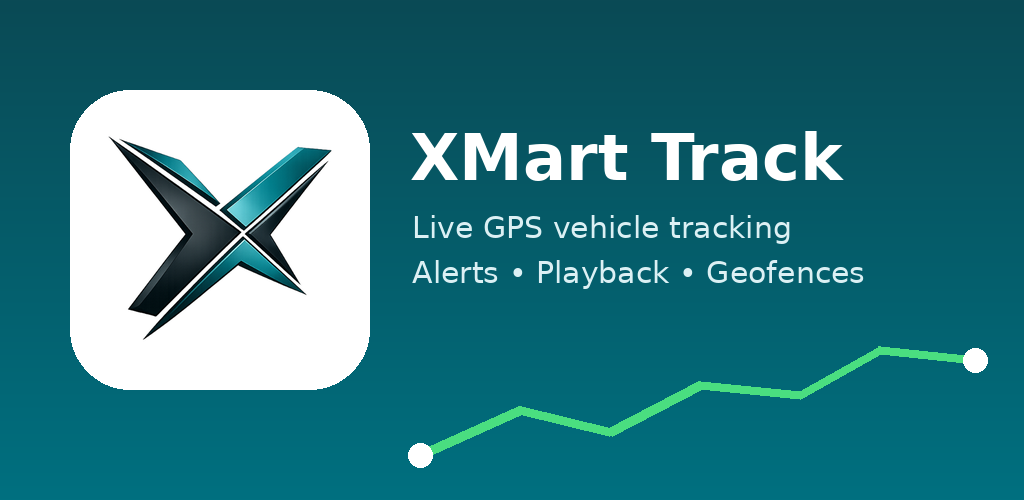 XMart Track
Live GPS vehicle tracking
Alerts • Playback • Geofences